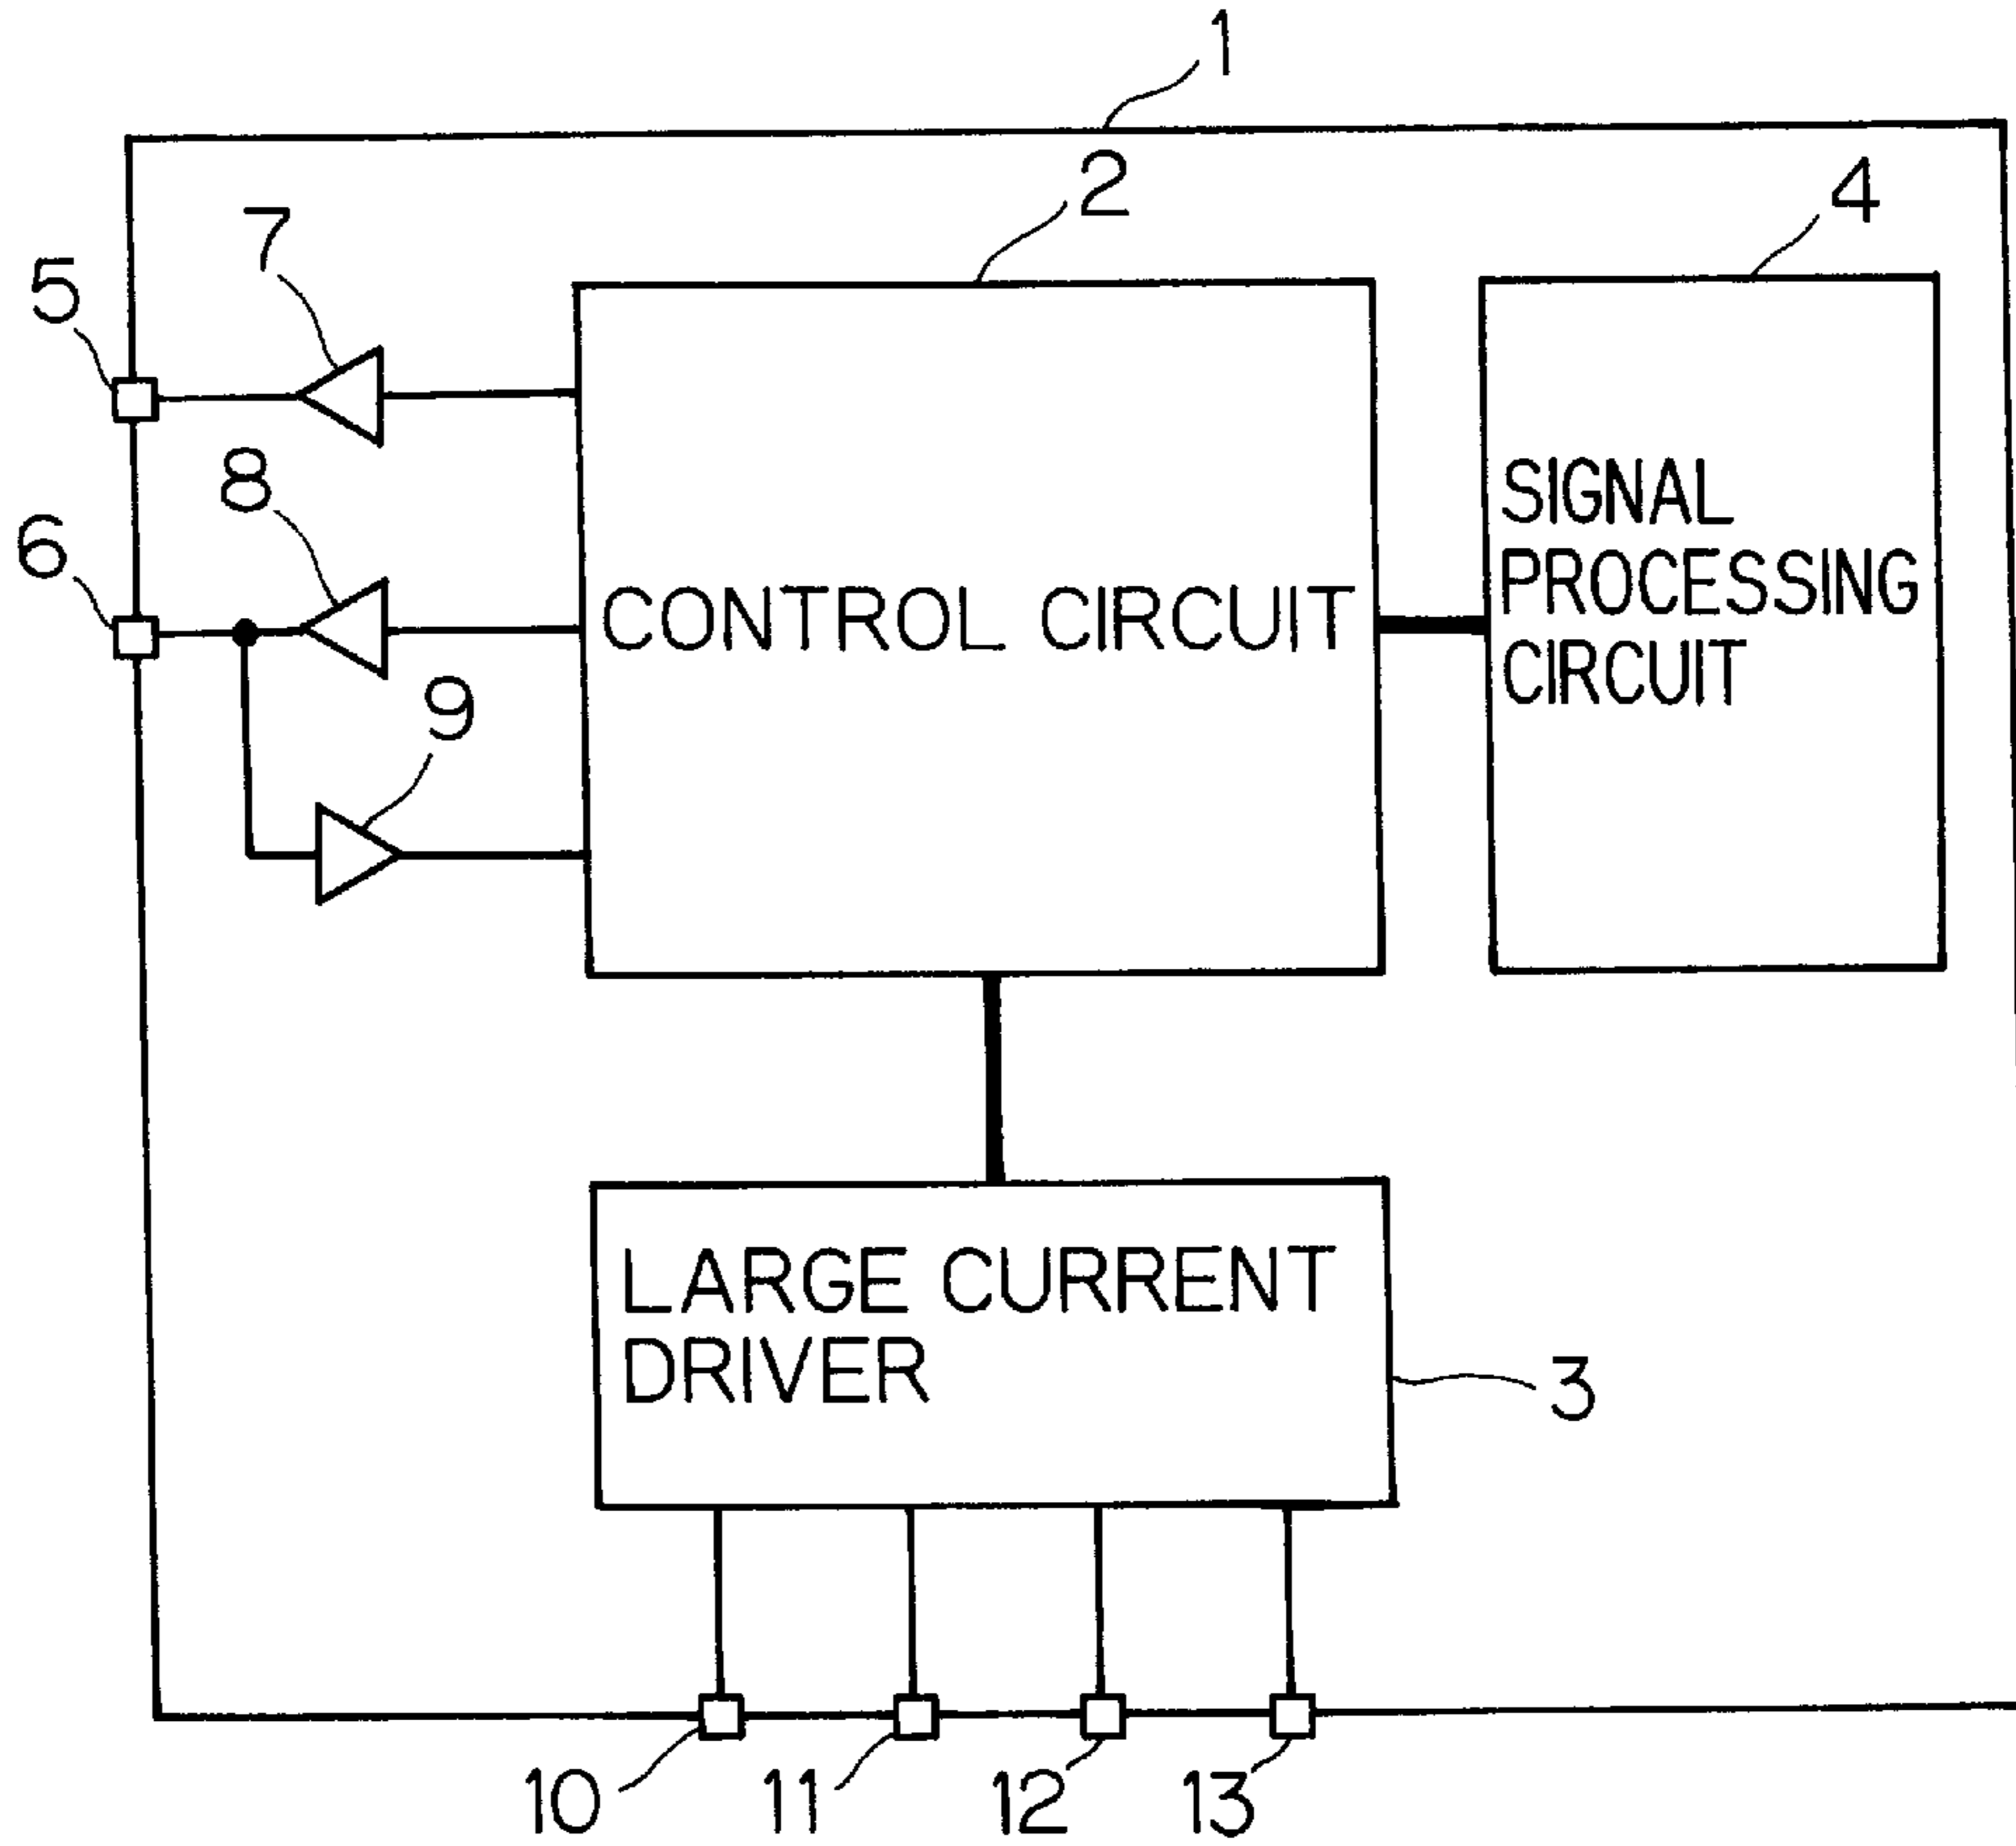 1
2
4
7
5
8
6
9
CONTROL CIRCUIT
SIGNAL
PROCESSING
CIRCUIT
LARGE CURRENT
DRIVER
3
10
11
12
13